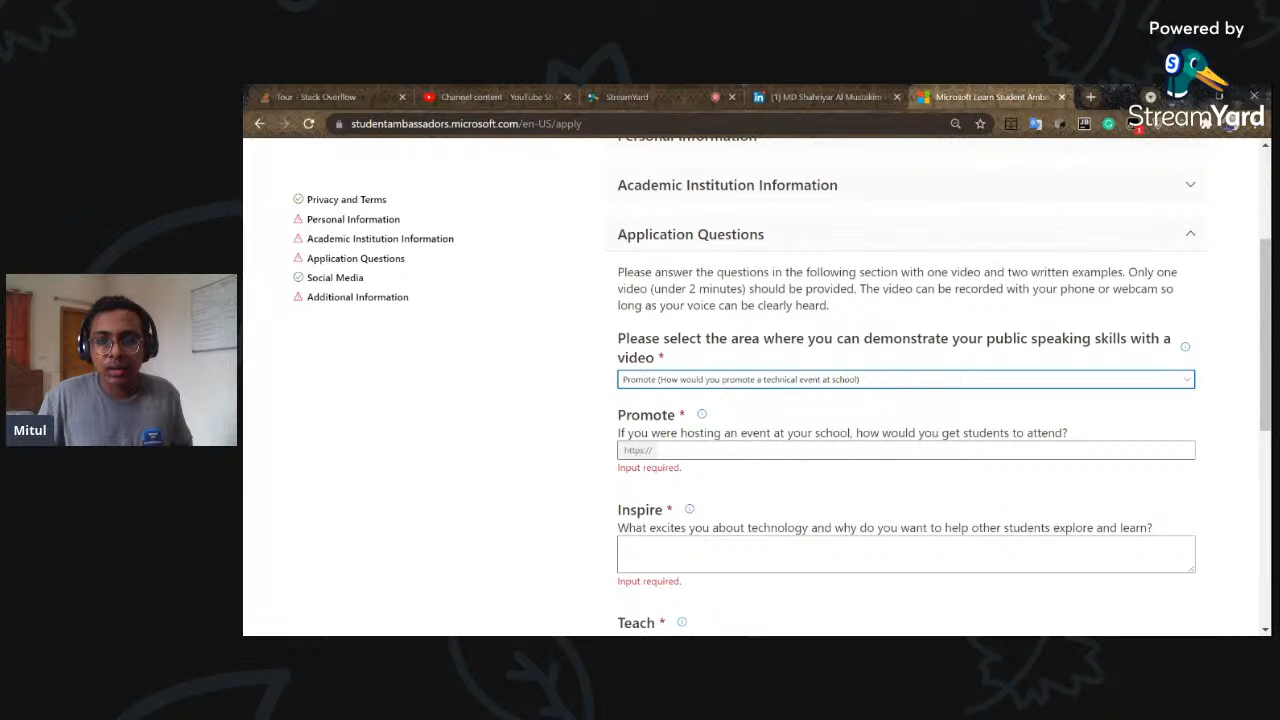 Powered by
StreamYard
Tour - Stack Overflow
Channel content - YouTube St
StreamYard
(1) MD Shahriyar Al Mustakim
Microsoft Learn Student Amb
studentambassadors.microsoft.com/en-US/apply
Personal Information
Privacy and Terms
Personal Information
Academic Institution Information
Application Questions
Social Media
Additional Information
Academic Institution Information
Application Questions
Please answer the questions in the following section with one video and two written examples. Only one
video (under 2 minutes) should be provided. The video can be recorded with your phone or webcam so
long as your voice can be clearly heard.
Please select the area where you can demonstrate your public speaking skills with a
video *
Promote (How would you promote a technical event at school)
Promote *
If you were hosting an event at your school, how would you get students to attend?
https://
Input required.
Inspire *
What excites you about technology and why do you want to help other students explore and learn?
Input required.
Teach *
Mitul